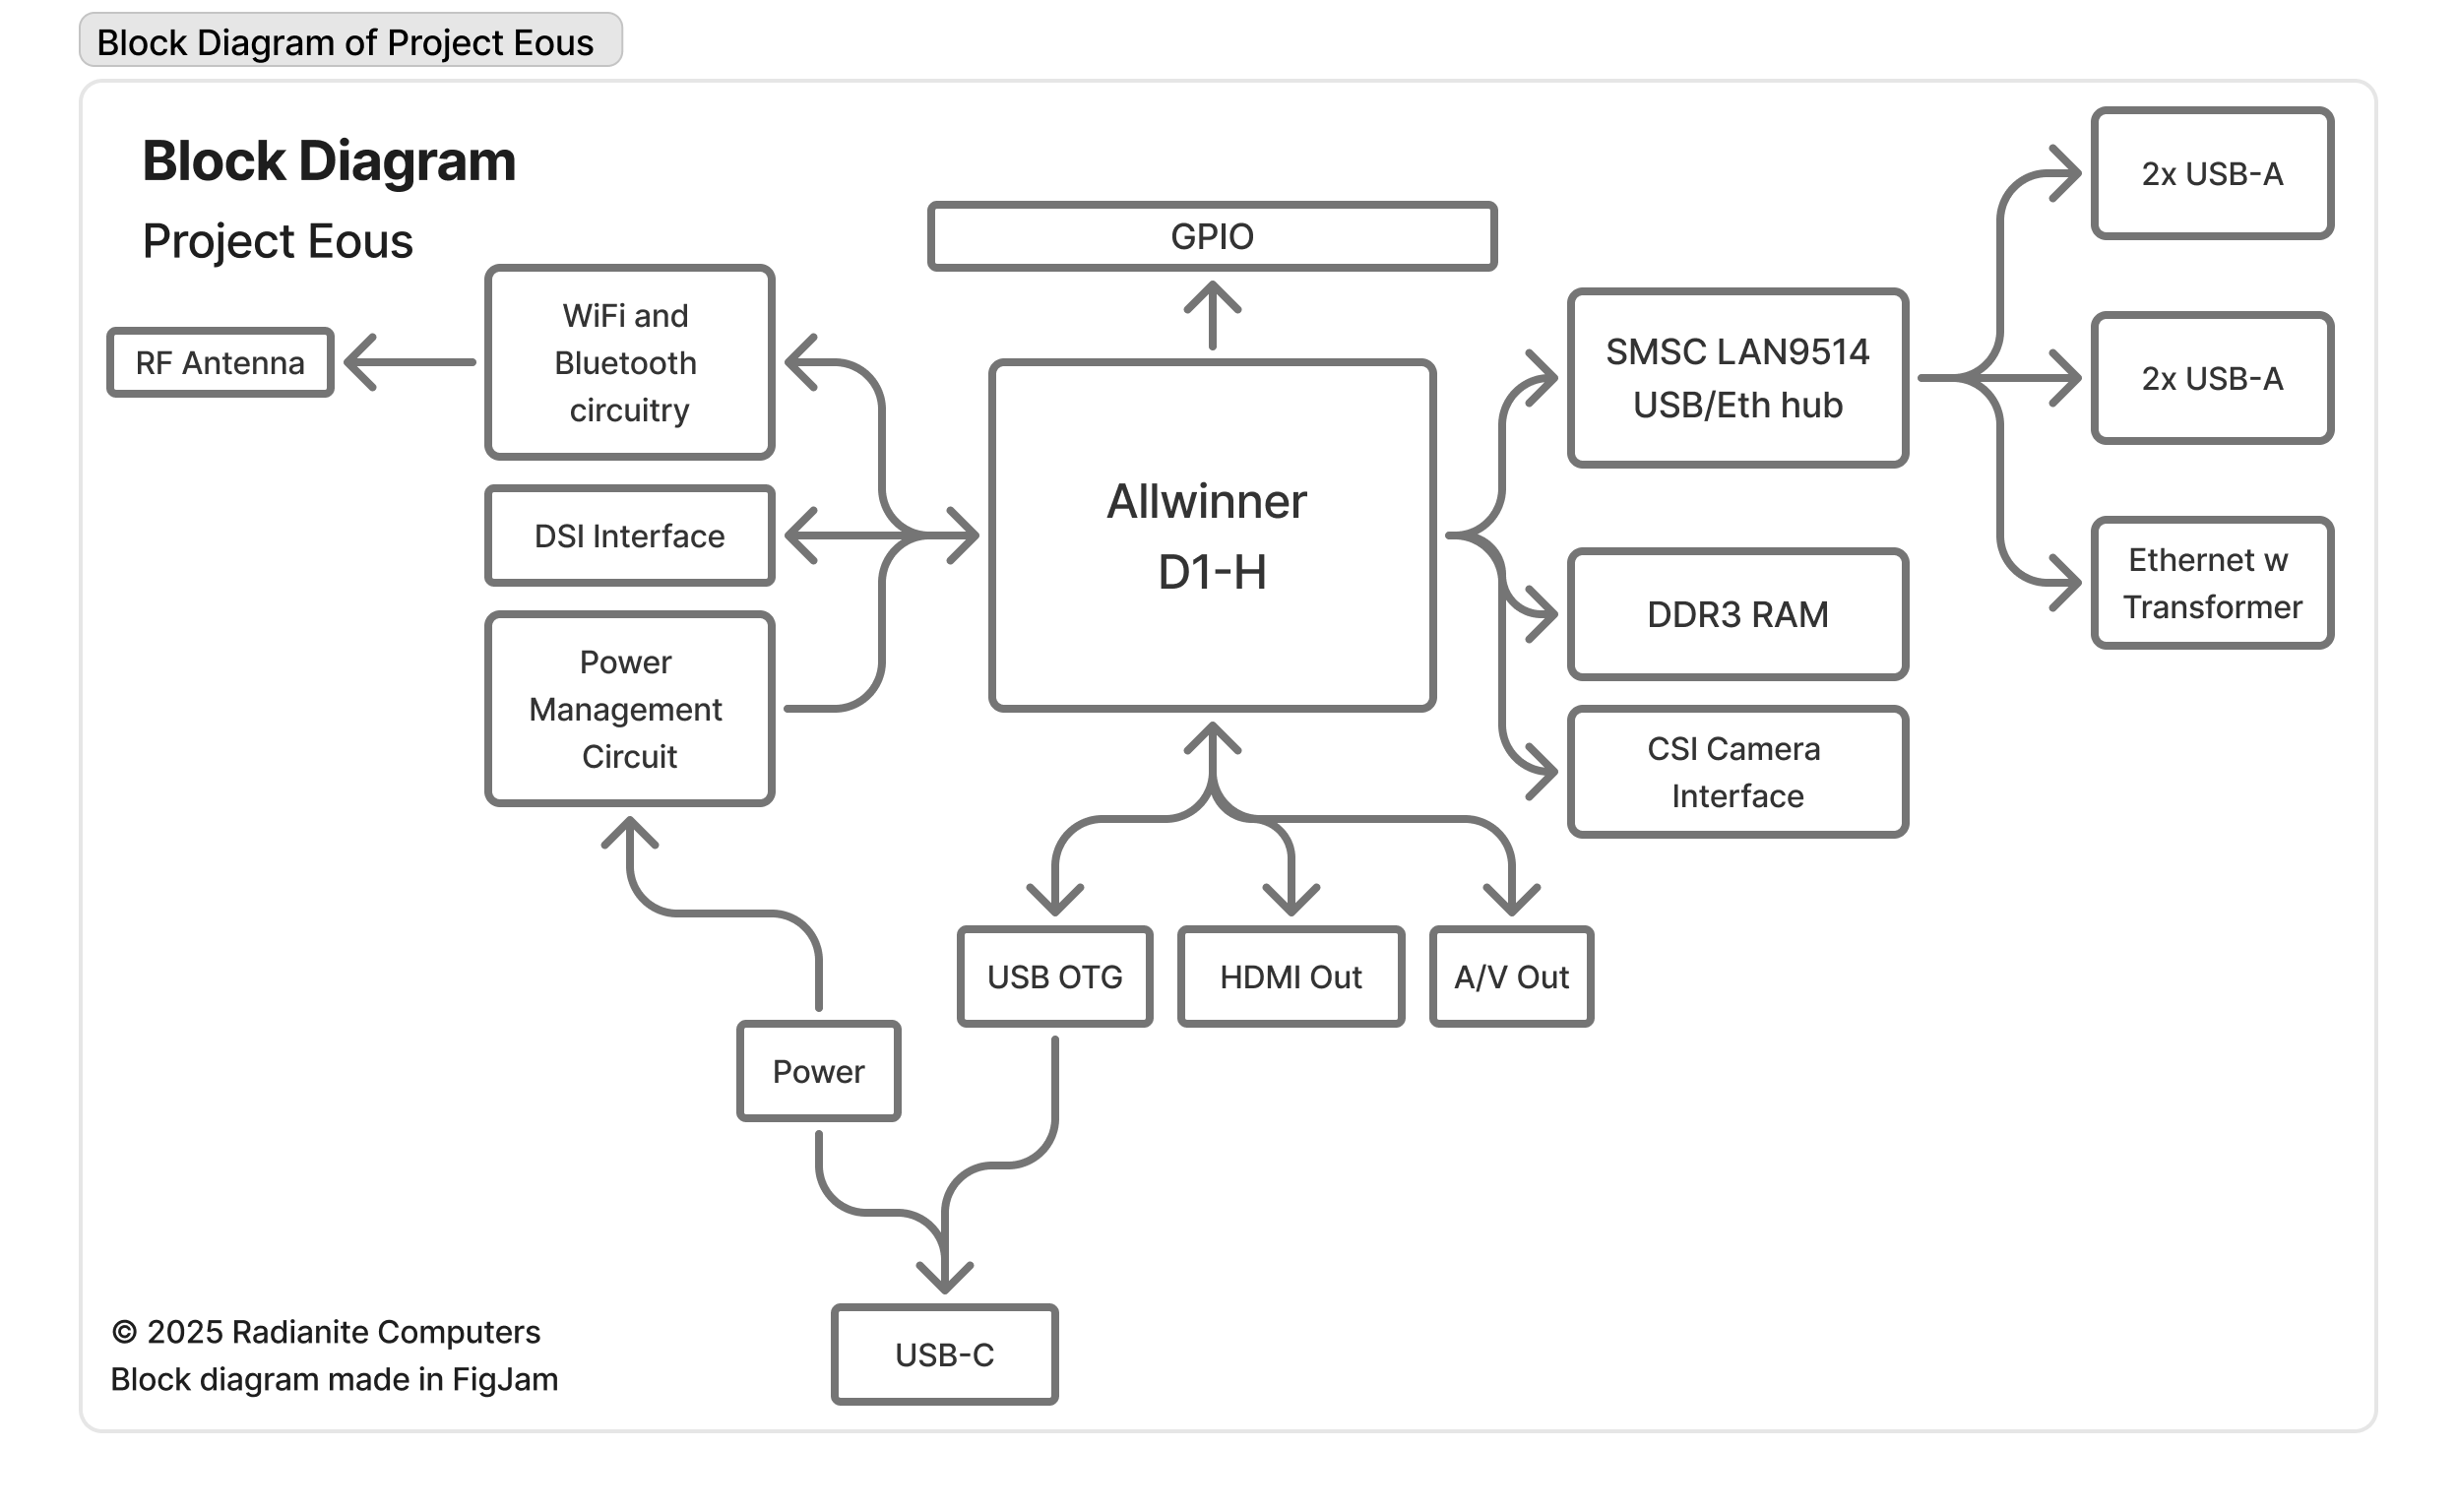 Block Diagram of Project Eous
Block Diagram
Project Eous
GPIO
2x USB-A
WiFi and
Bluetooth
circuitry
RF Antenna
SMSC LAN9514
USB/Eth hub
2x USB-A
DSI Interface
Allwinner
D1-H
Ethernet w
Transformer
DDR3 RAM
Power
Management
Circuit
CSI Camera
Interface
USB OTG
HDMI Out
A/V Out
Power
USB-C
© 2025 Radianite Computers
Block diagram made in FigJam